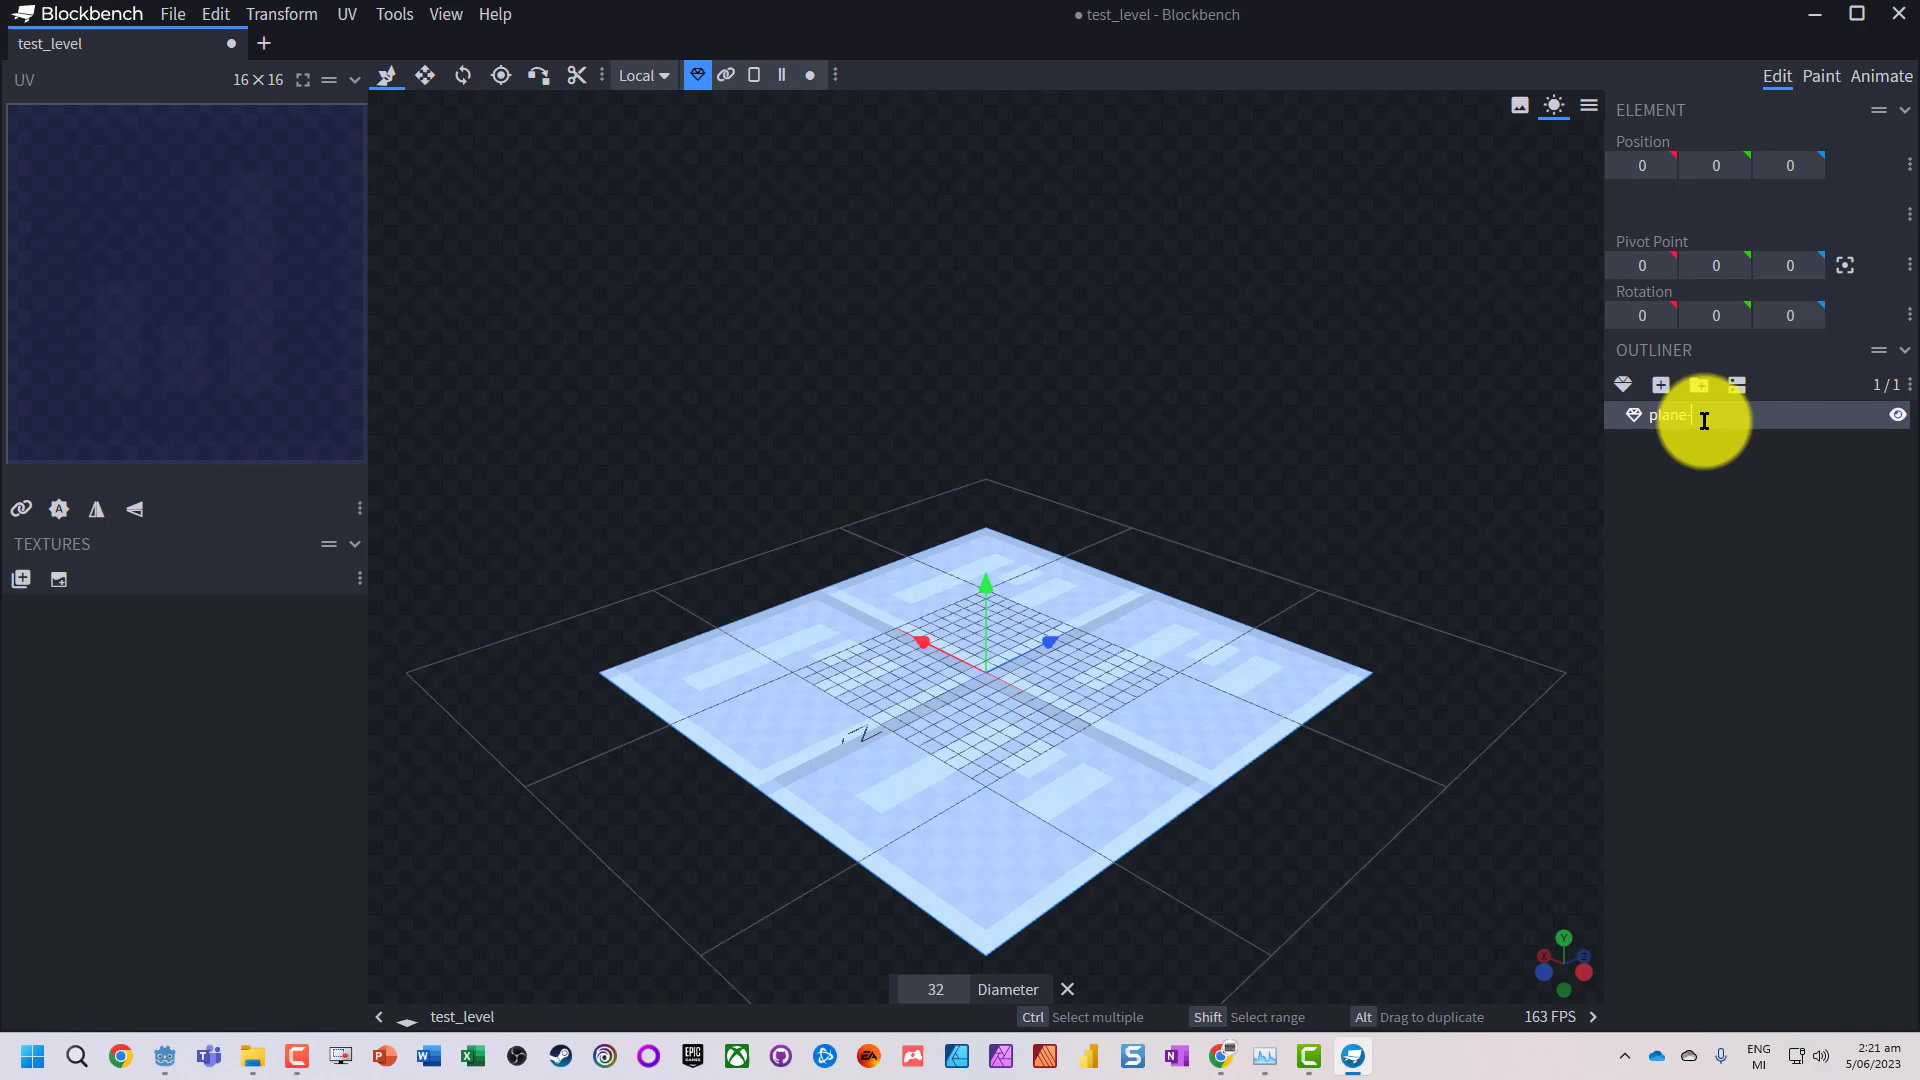 Blockbench File Edit Transform UV Tools View Help
● test_level - Blockbench
test_level
UV 16×16
Local
Edit Paint Animate
ELEMENT
Position
0 0 0
Pivot Point
0 0 0
Rotation
0 0 0
OUTLINER
1 / 1
plane-
TEXTURES
32 Diameter
test_level
Ctrl Select multiple Shift Select range Alt Drag to duplicate 163 FPS
ENG
MI
2:21 am
5/06/2023